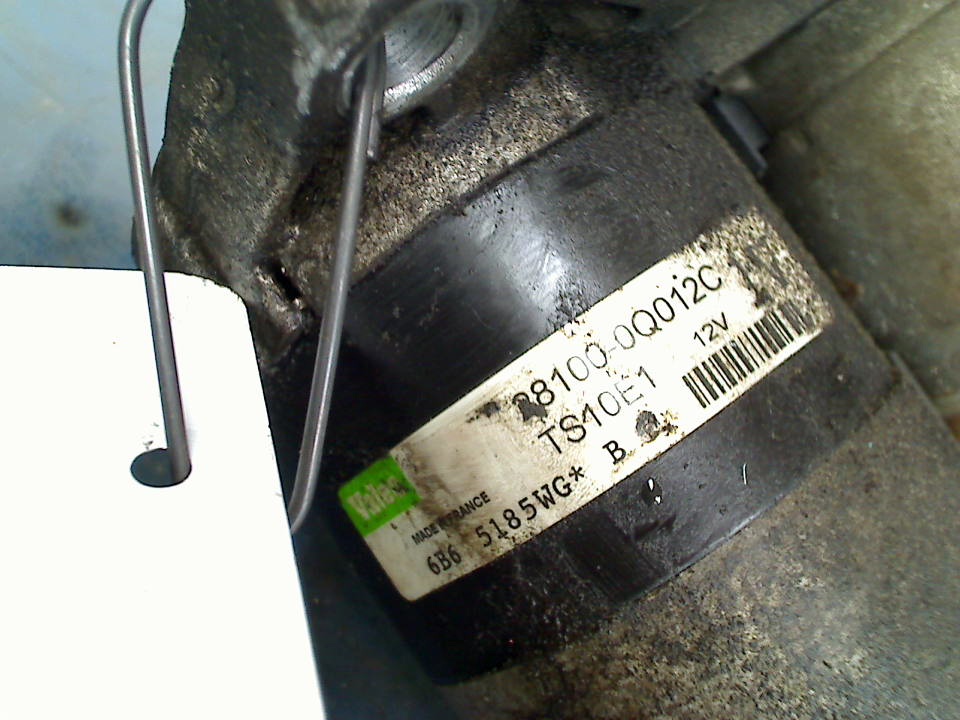 Valeo
28100-0Q012C
TS10E1
12V
MADE IN FRANCE
6B6 5185WG* B